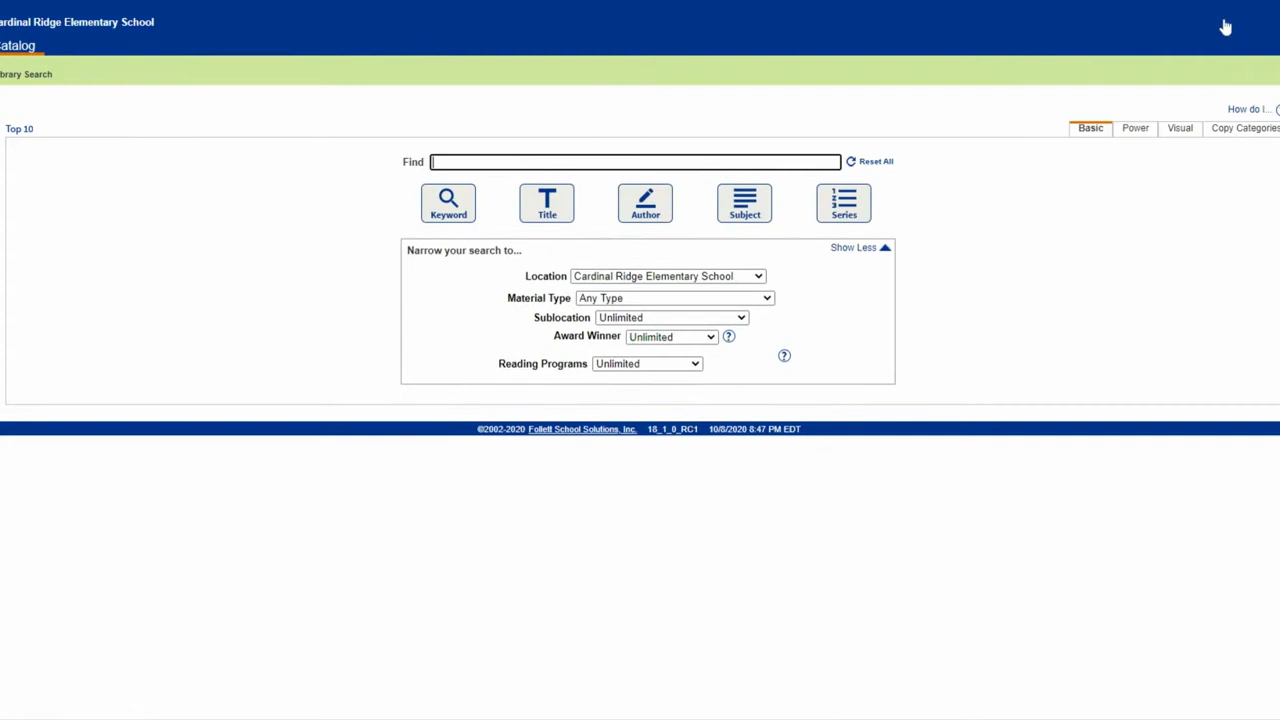 ardinal Ridge Elementary School
atalog
brary Search
How do I...
Top 10
Basic Power Visual Copy Categories
Find Reset All
Keyword Title Author Subject Series
Narrow your search to... Show Less
Location Cardinal Ridge Elementary School
Material Type Any Type
Sublocation Unlimited
Award Winner Unlimited ?
?
Reading Programs Unlimited
©2002-2020 Follett School Solutions, Inc. 18_1_0_RC1 10/8/2020 8:47 PM EDT